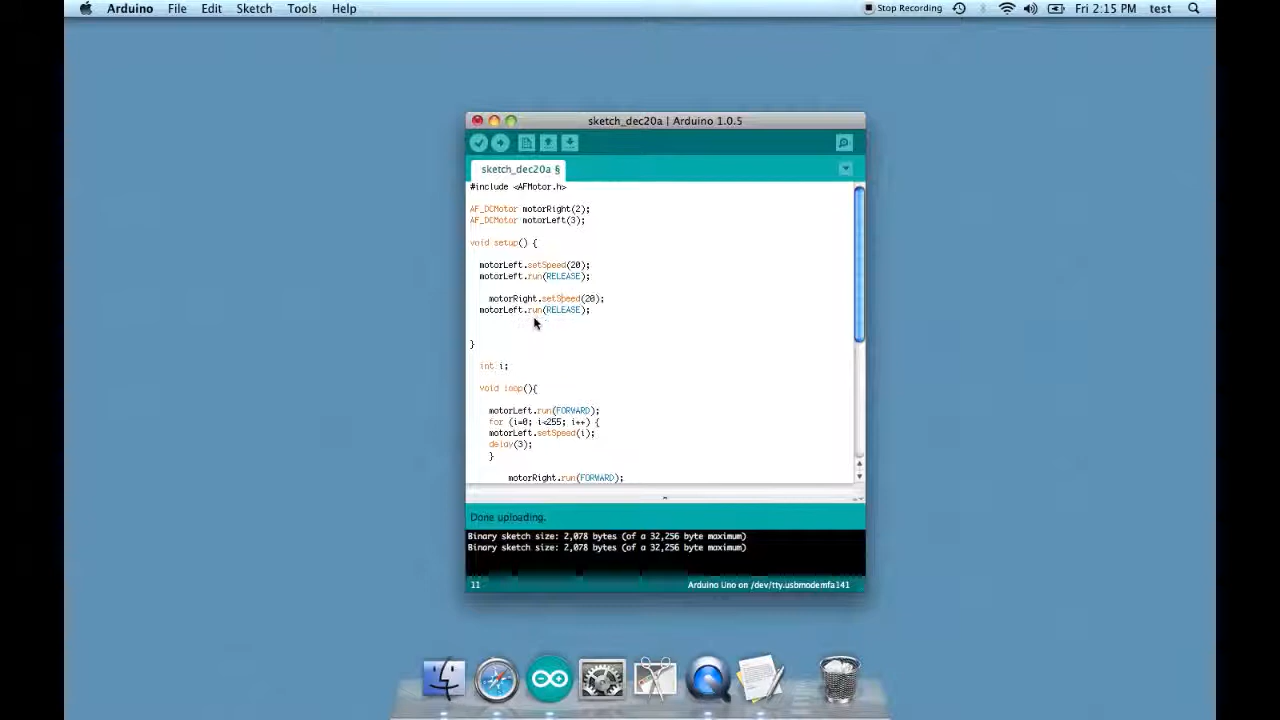 Arduino File Edit Sketch Tools Help Stop Recording Fri 2:15 PM test
sketch_dec20a | Arduino 1.0.5
sketch_dec20a §
#include <AFMotor.h>
AF_DCMotor motorRight(2);
AF_DCMotor motorLeft(3);
void setup() {
motorLeft.setSpeed(20);
motorLeft.run(RELEASE);
motorRight.setSpeed(20);
motorLeft.run(RELEASE);
}
int i;
void loop(){
motorLeft.run(FORWARD);
for (i=0; i<255; i++) {
motorLeft.setSpeed(i);
delay(3);
}
motorRight.run(FORWARD);
Done uploading.
Binary sketch size: 2,078 bytes (of a 32,256 byte maximum)
Binary sketch size: 2,078 bytes (of a 32,256 byte maximum)
11 Arduino Uno on /dev/tty.usbmodemfa141